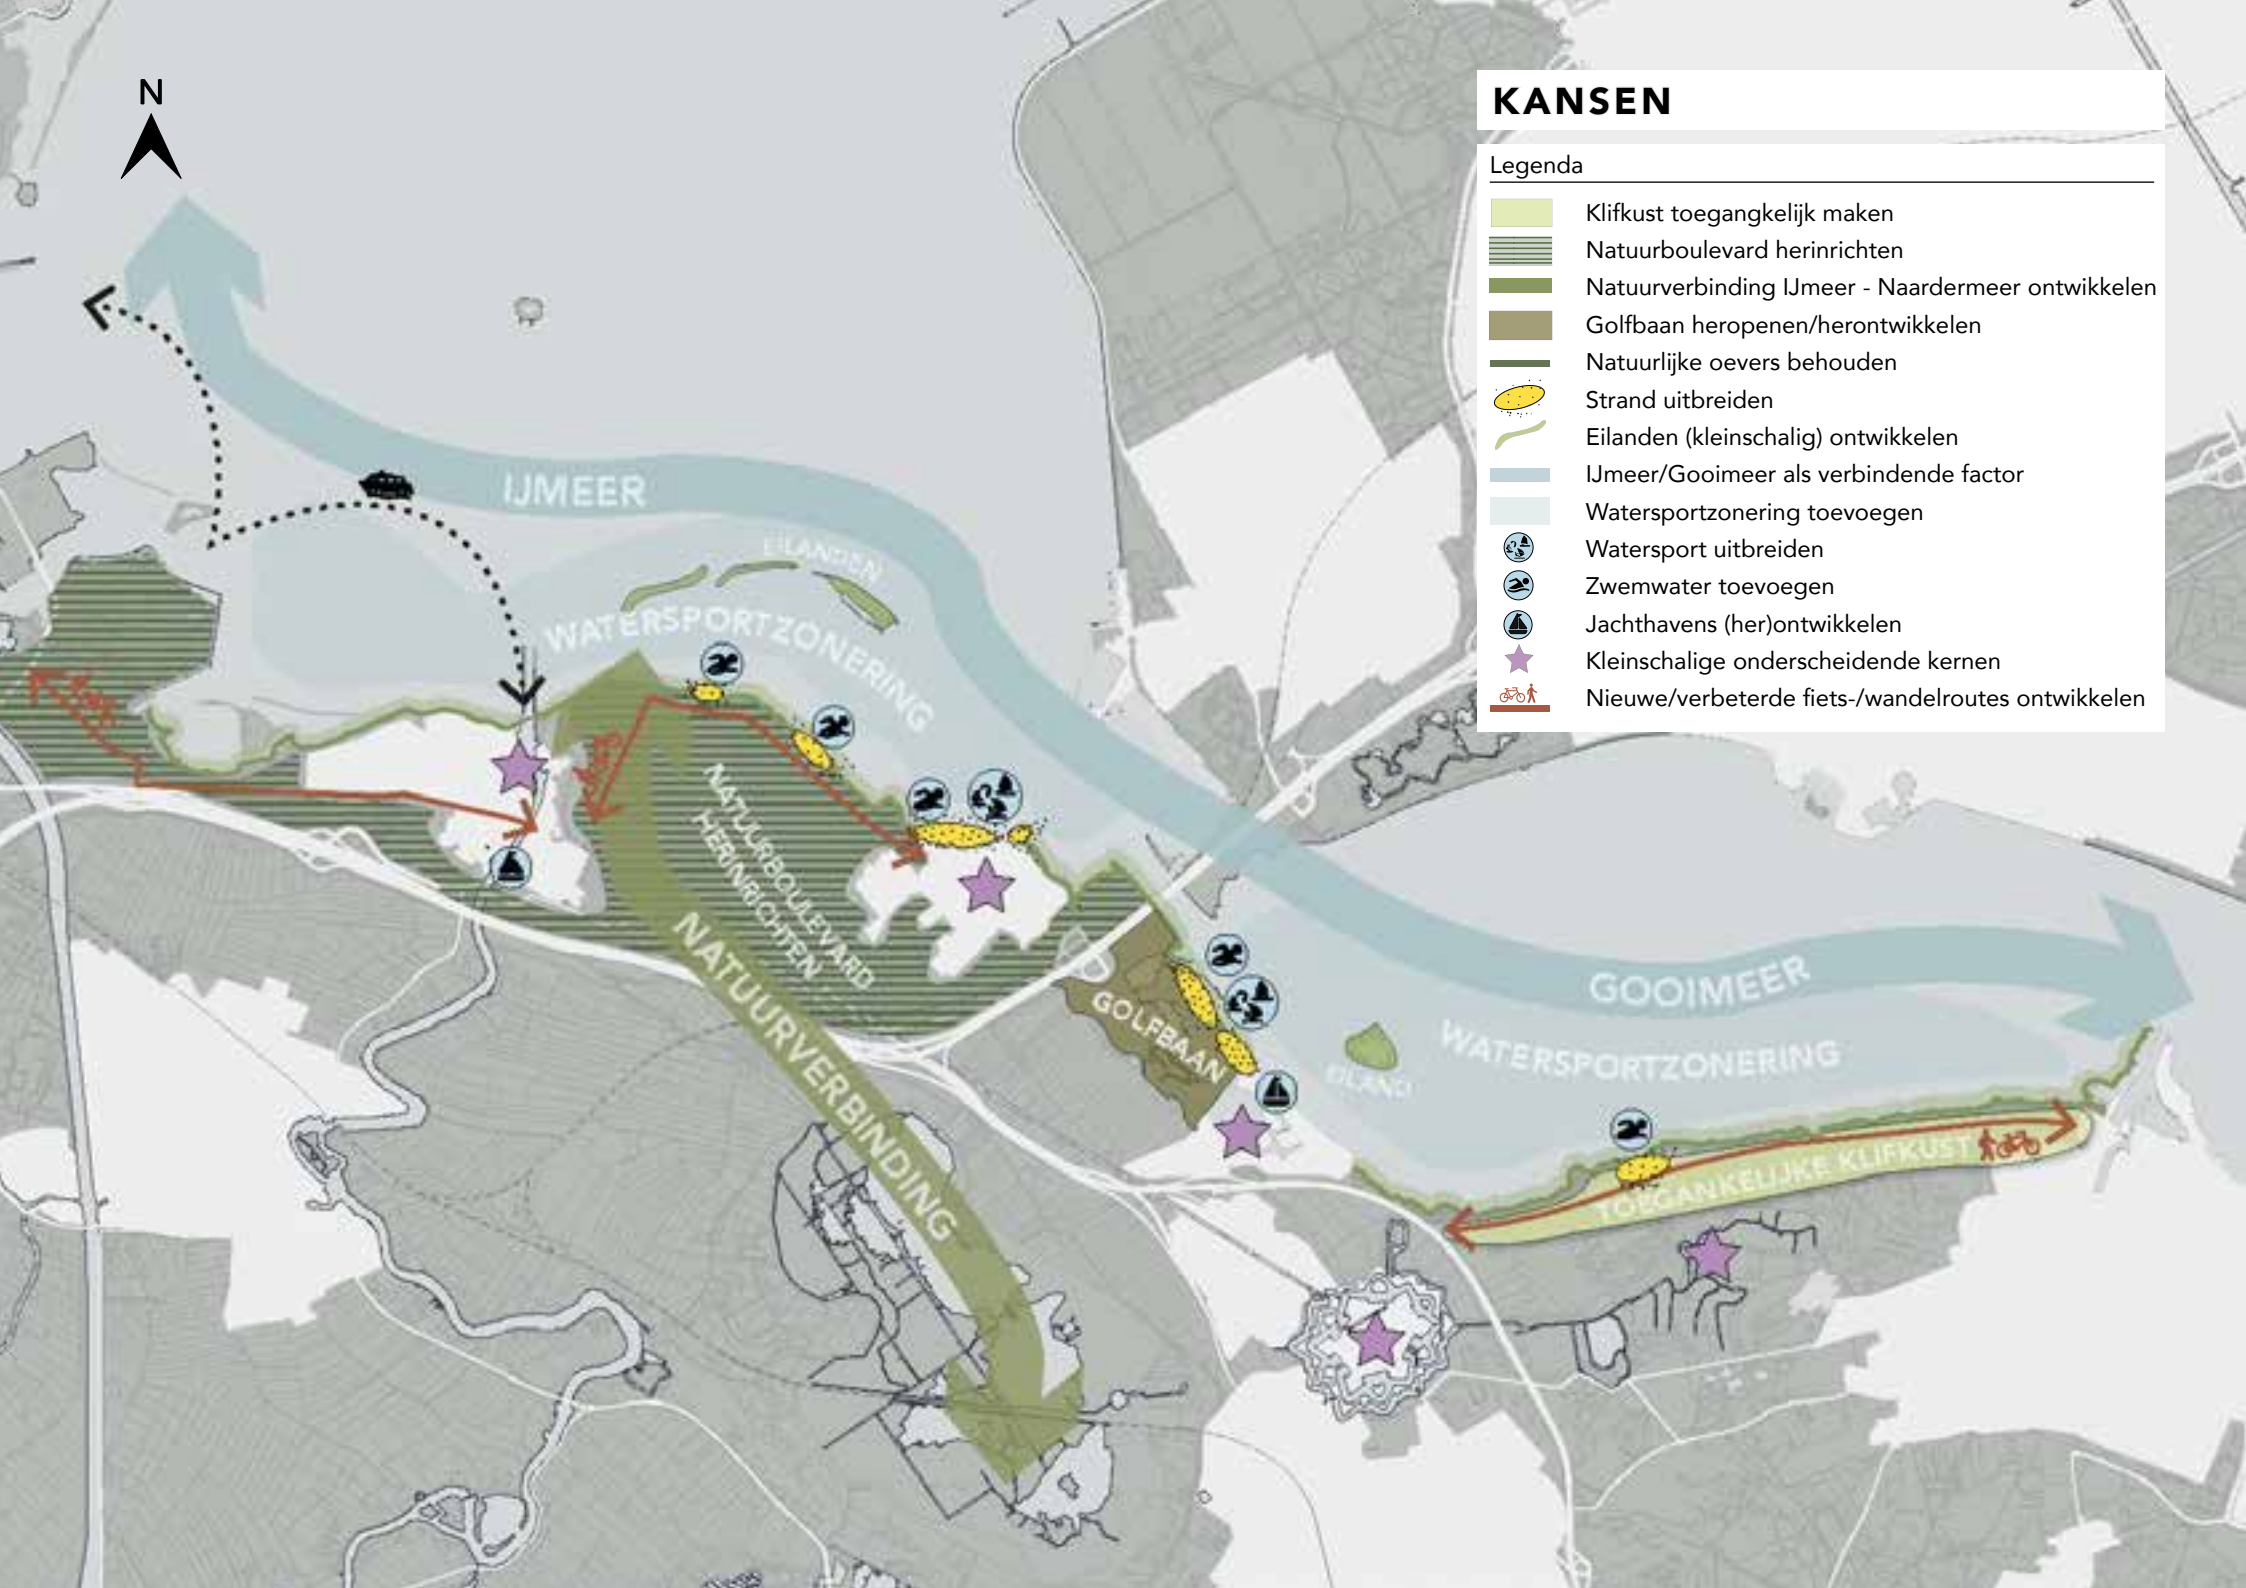 N
KANSEN
Legenda
Klifkust toegangkelijk maken
Natuurboulevard herinrichten
Natuurverbinding IJmeer - Naardermeer ontwikkelen
Golfbaan heropenen/herontwikkelen
Natuurlijke oevers behouden
Strand uitbreiden
Eilanden (kleinschalig) ontwikkelen
IJmeer/Gooimeer als verbindende factor
Watersportzonering toevoegen
Watersport uitbreiden
Zwemwater toevoegen
Jachthavens (her)ontwikkelen
Kleinschalige onderscheidende kernen
Nieuwe/verbeterde fiets-/wandelroutes ontwikkelen
IJMEER
EILANDEN
WATERSPORTZONERING
NATUURBOULEVARD
HERINRICHTEN
NATUURVERBINDING
GOLFBAAN
GOOIMEER
WATERSPORTZONERING
EILAND
TOEGANKELIJKE KLIFKUST